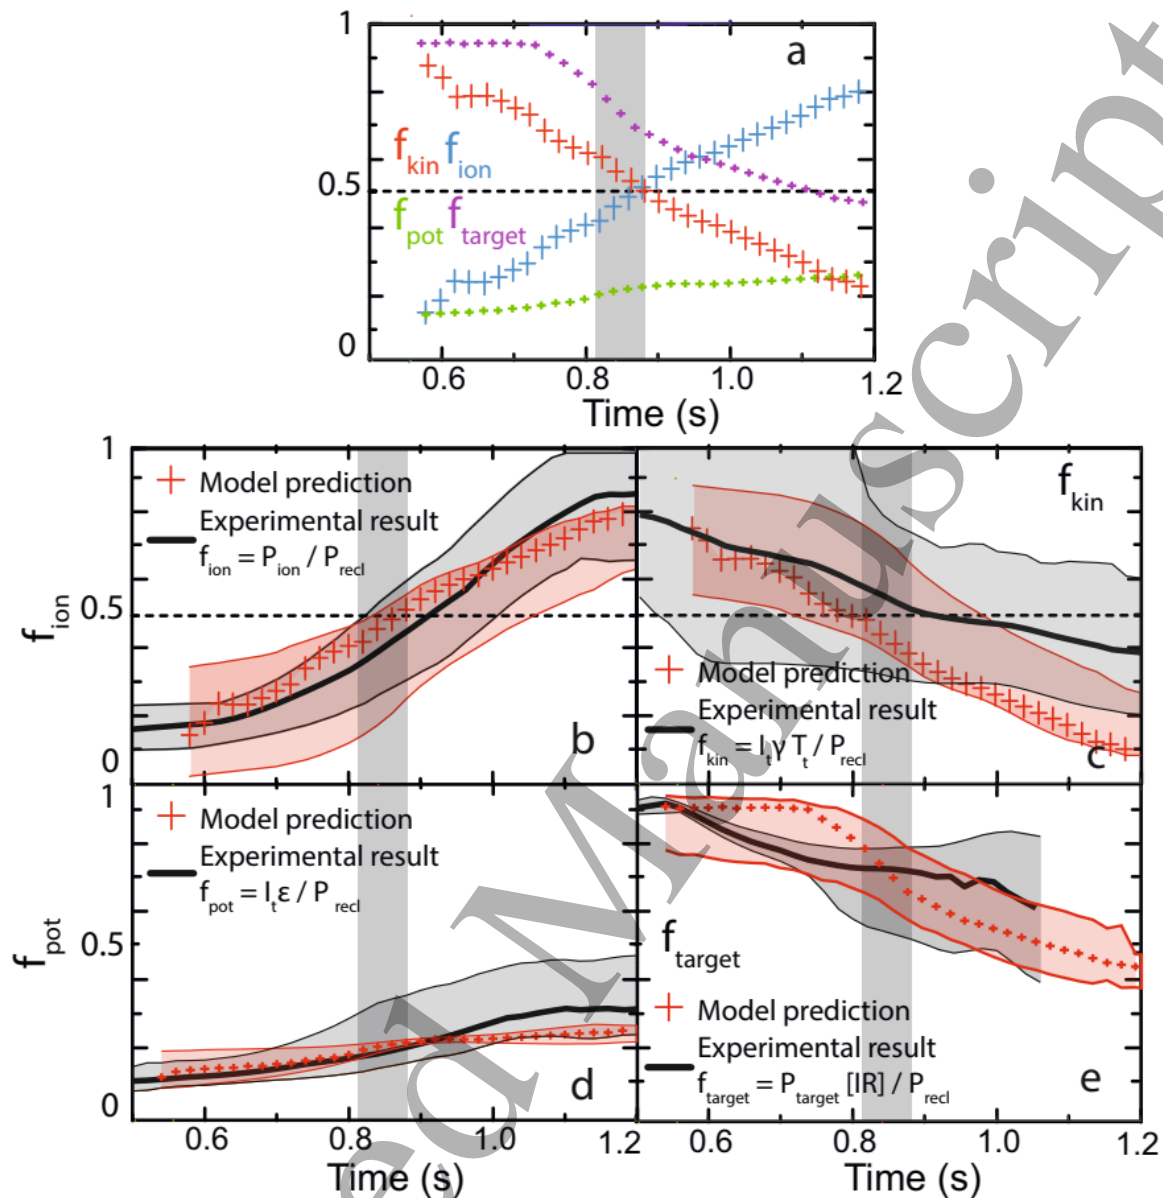 1
a
f_kin f_ion
0.5
f_pot f_target
0
0.6 0.8 1.0 1.2
Time (s)
1
Model prediction
Experimental result
f_ion = P_ion / P_recl
f_ion
0.5
b
0
f_kin
Model prediction
Experimental result
f_kin = I_t γ T_t / P_recl
c
Model prediction
Experimental result
f_pot = I_t ε / P_recl
f_pot
0.5
d
0
0.6 0.8 1.0 1.2
Time (s)
f_target
Model prediction
Experimental result
f_target = P_target [IR] / P_recl
e
0.6 0.8 1.0 1.2
Time (s)
ed Manuscript